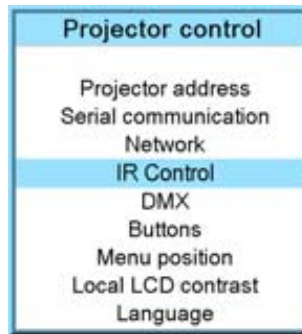 Projector control
Projector address
Serial communication
Network
IR Control
DMX
Buttons
Menu position
Local LCD contrast
Language